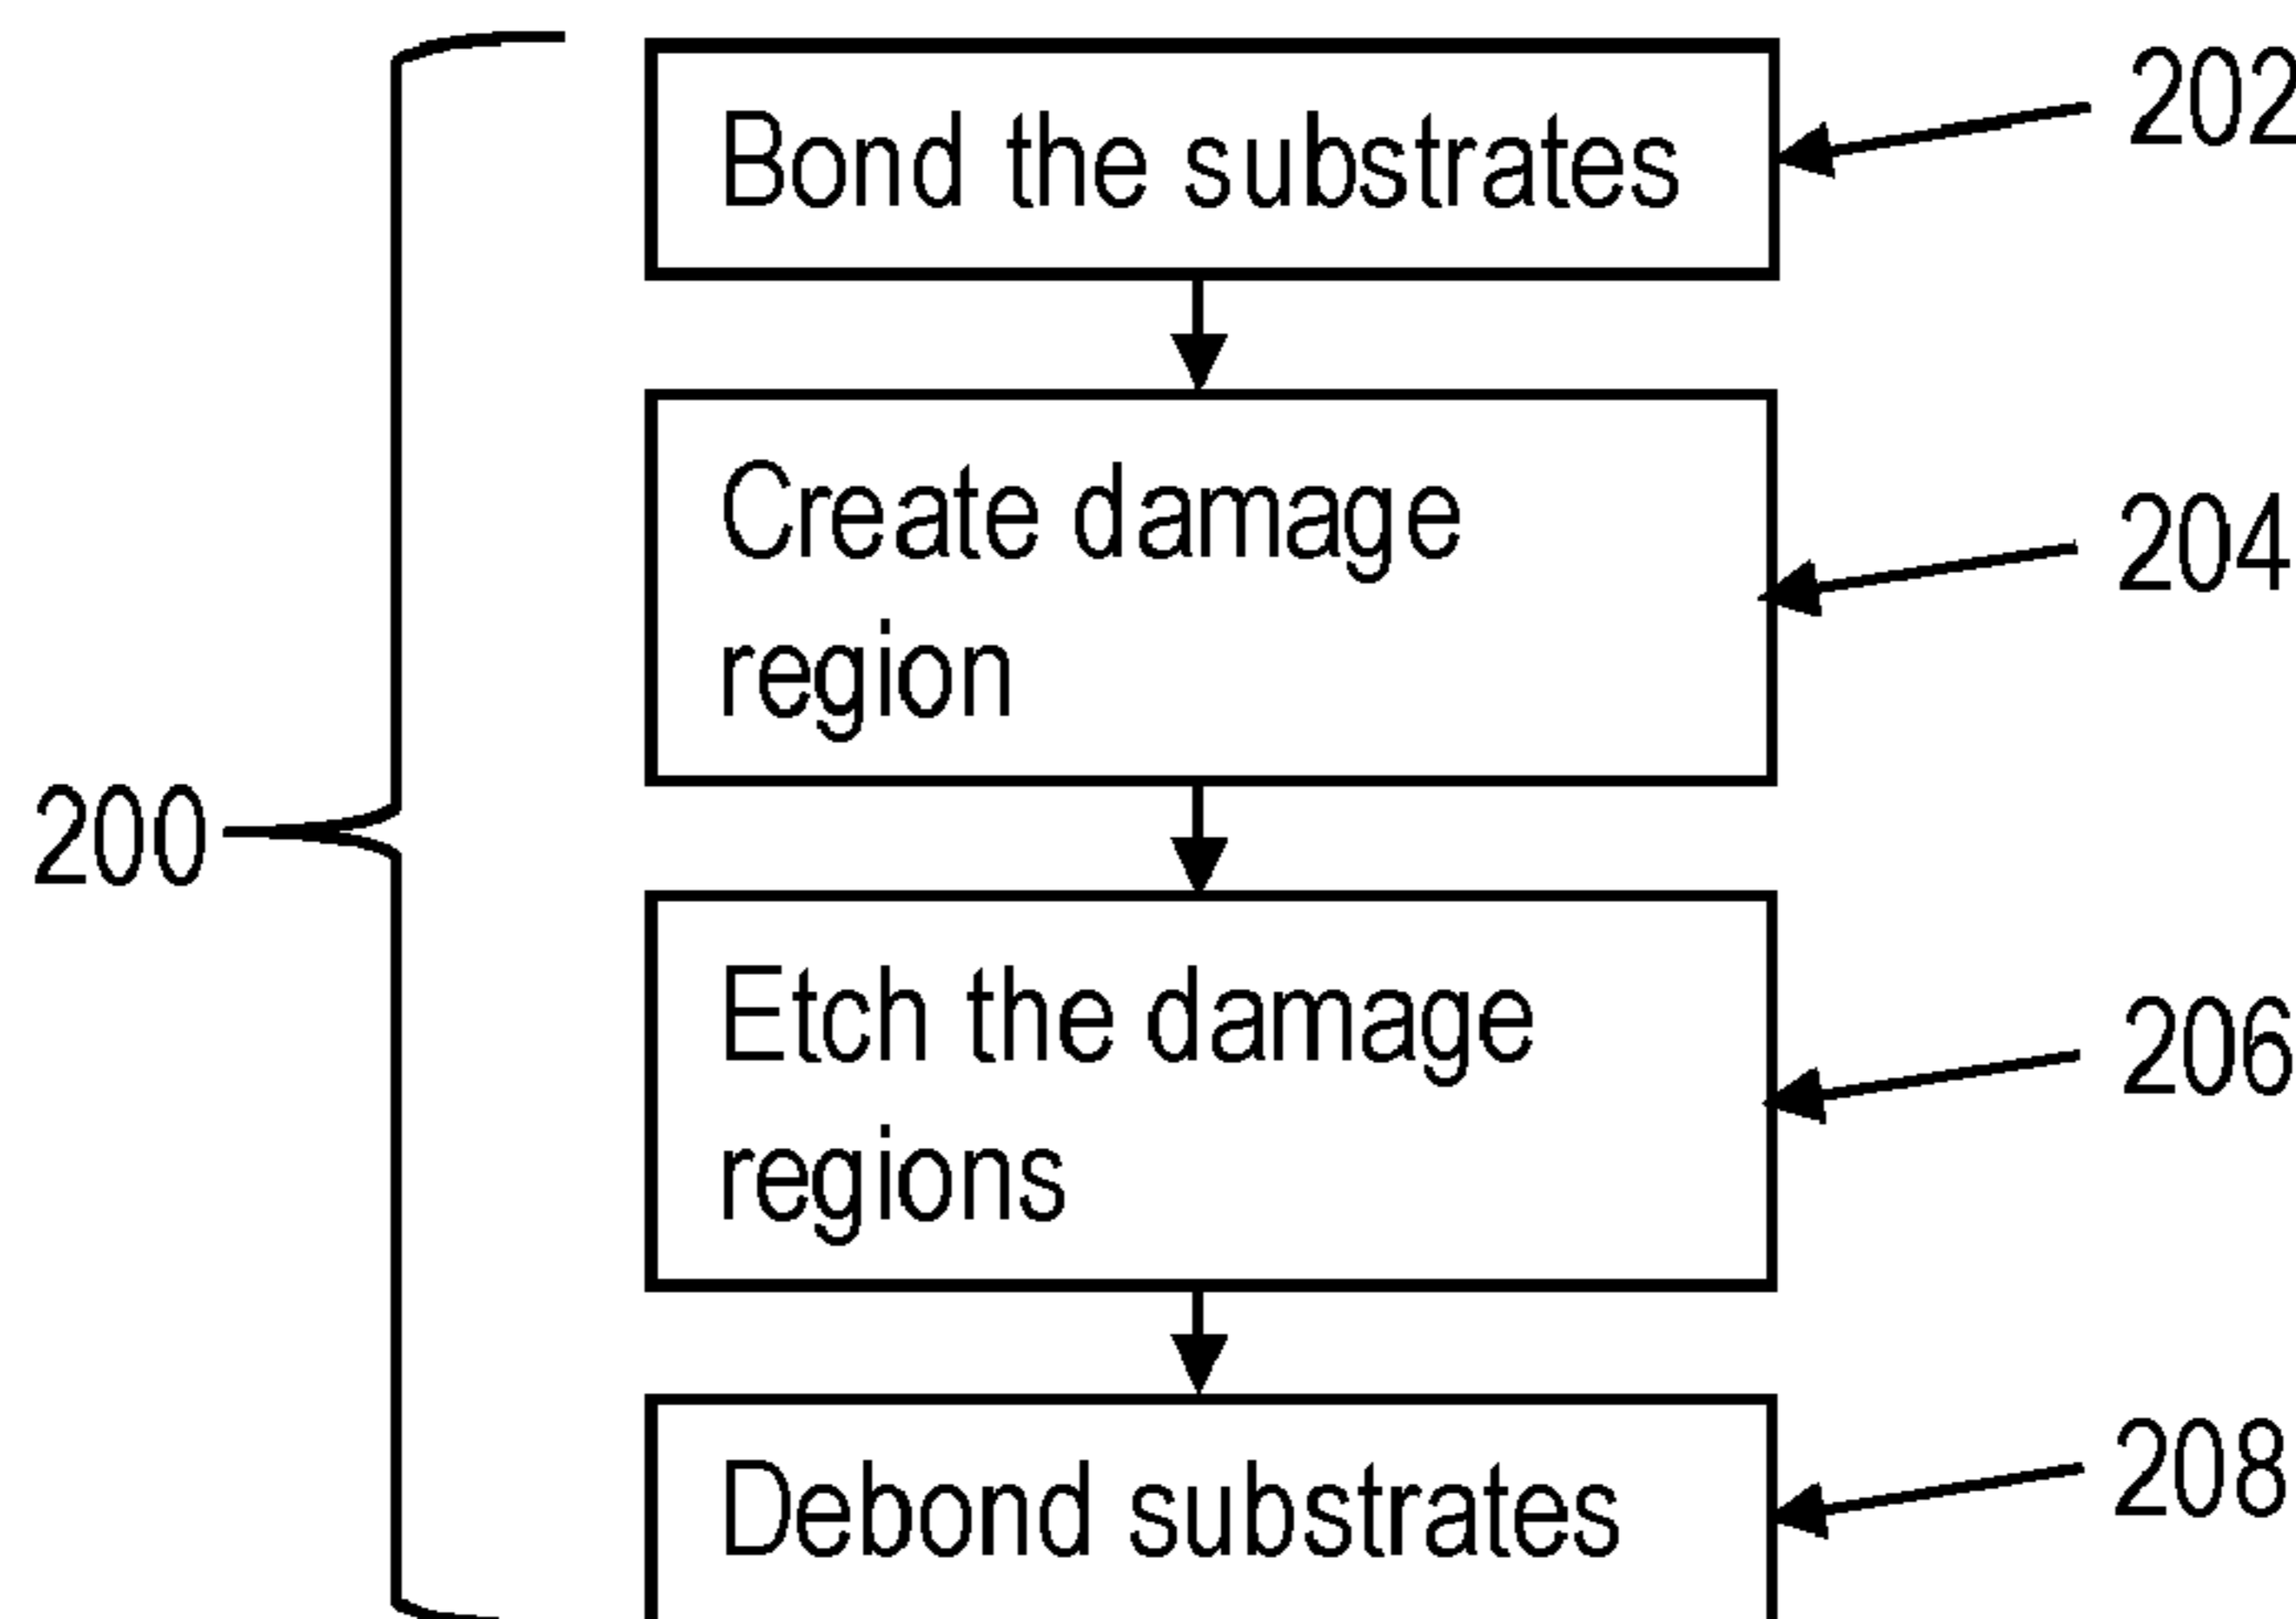 Bond the substrates
202
Create damage
region
204
200
Etch the damage
regions
206
Debond substrates
208